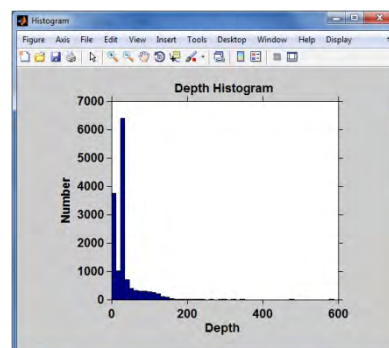 Histogram
Figure Axis File Edit View Insert Tools Desktop Window Help Display
Depth Histogram
7000
6000
5000
4000
3000
2000
1000
0
Number
0 200 400 600
Depth